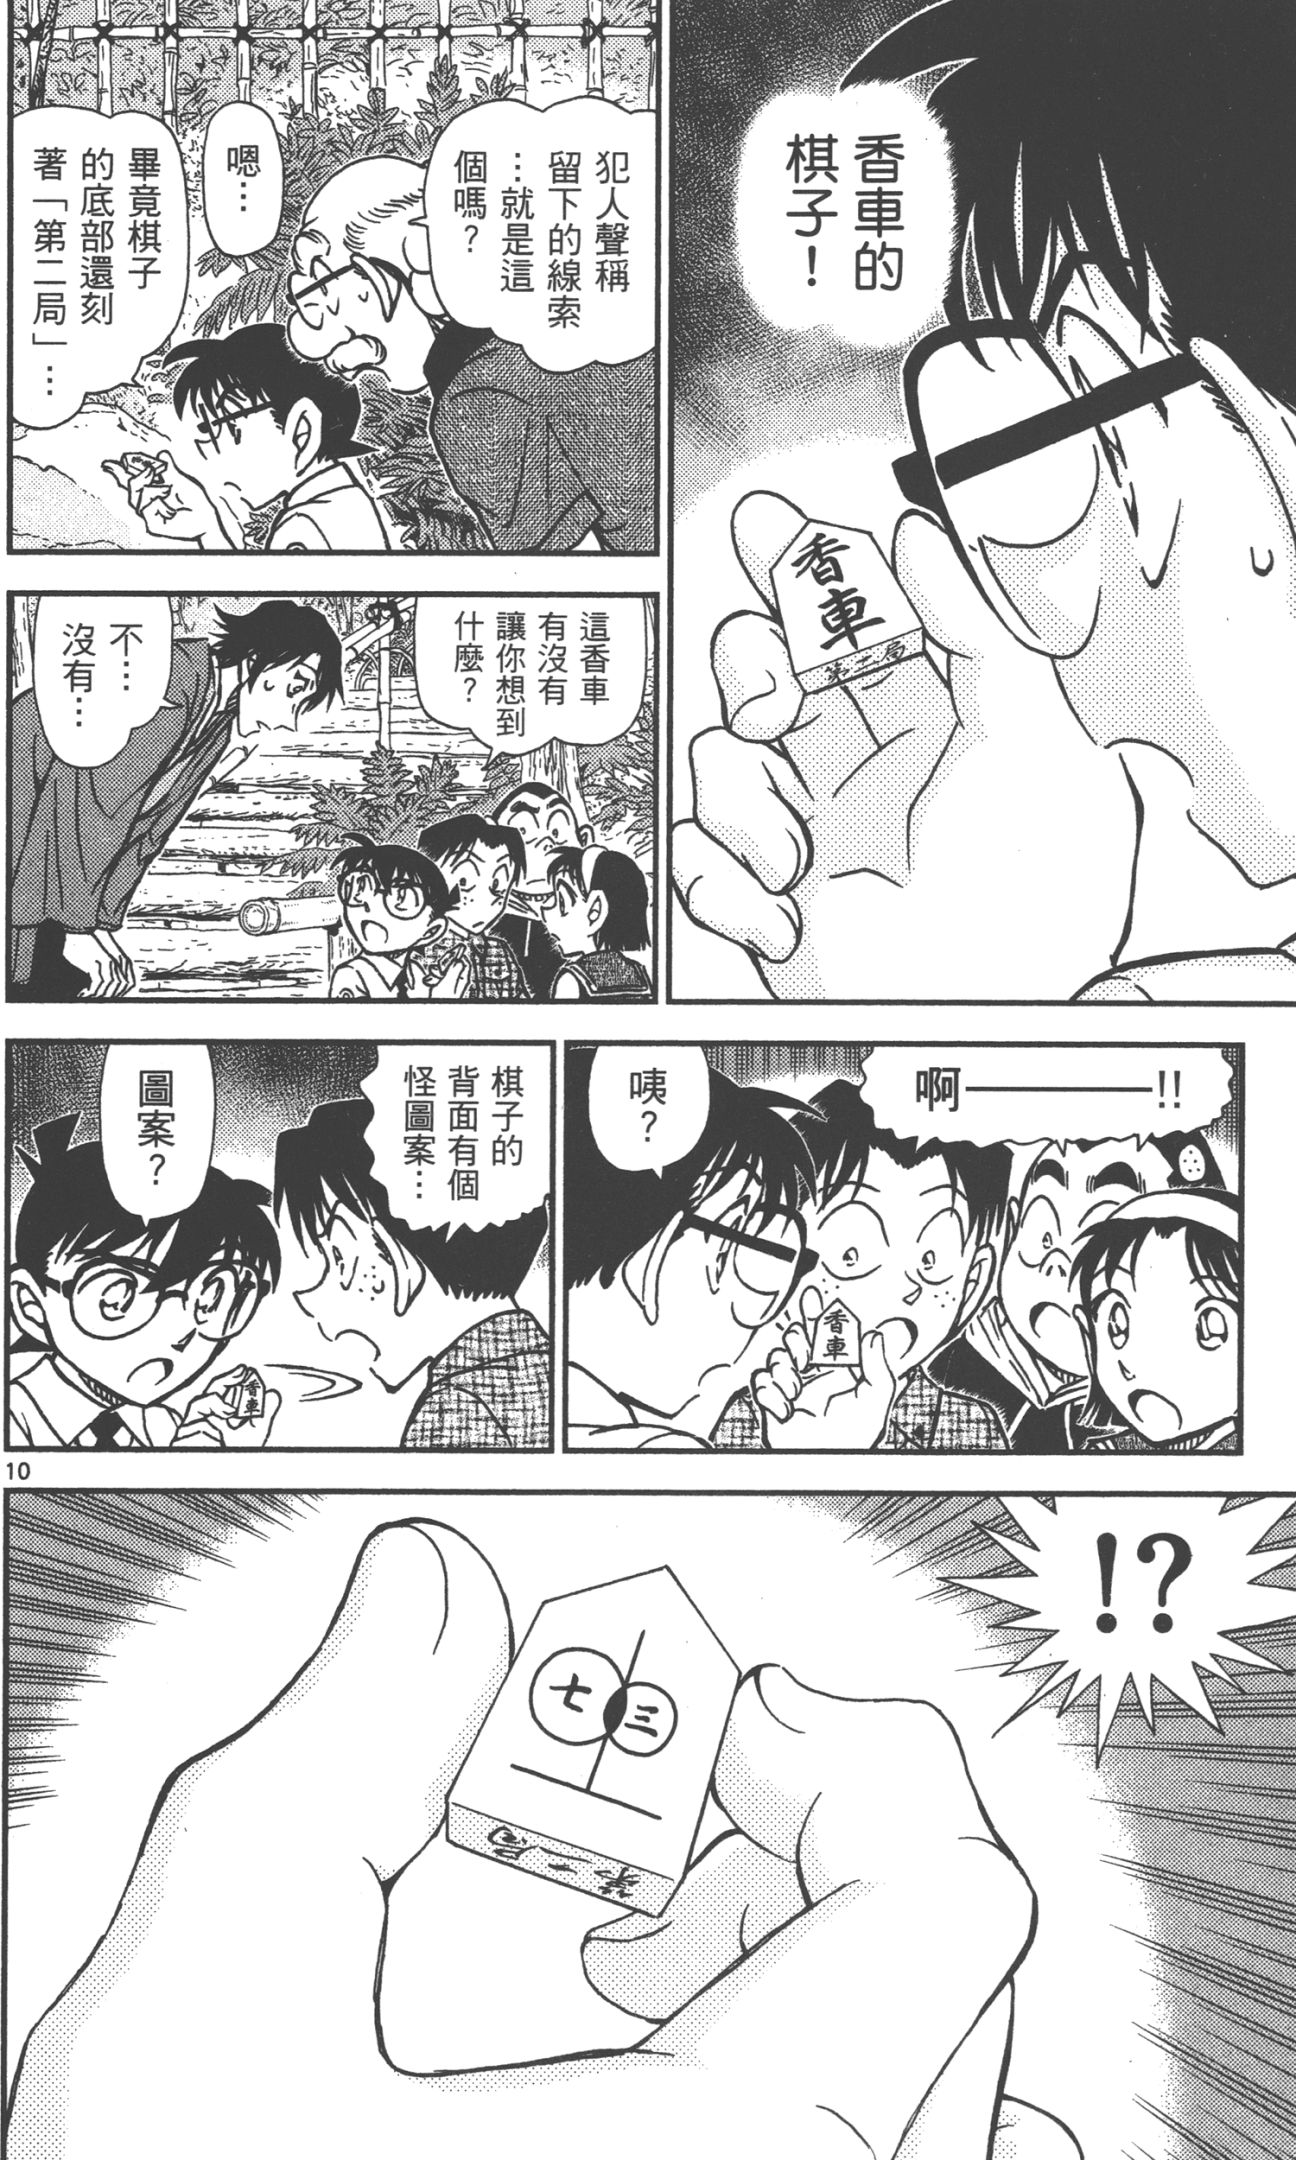 香車的
棋子！
香車
第二局
犯人聲稱
留下的線索
…就是這
個嗎？
嗯…
畢竟棋子
的底部還刻
著「第二局」…
這香車
有沒有
讓你想到
什麼？
不…
沒有…
啊————!!
咦？
香車
棋子的
背面有個
怪圖案…
圖案？
香車
10
!?
七 三
第二局